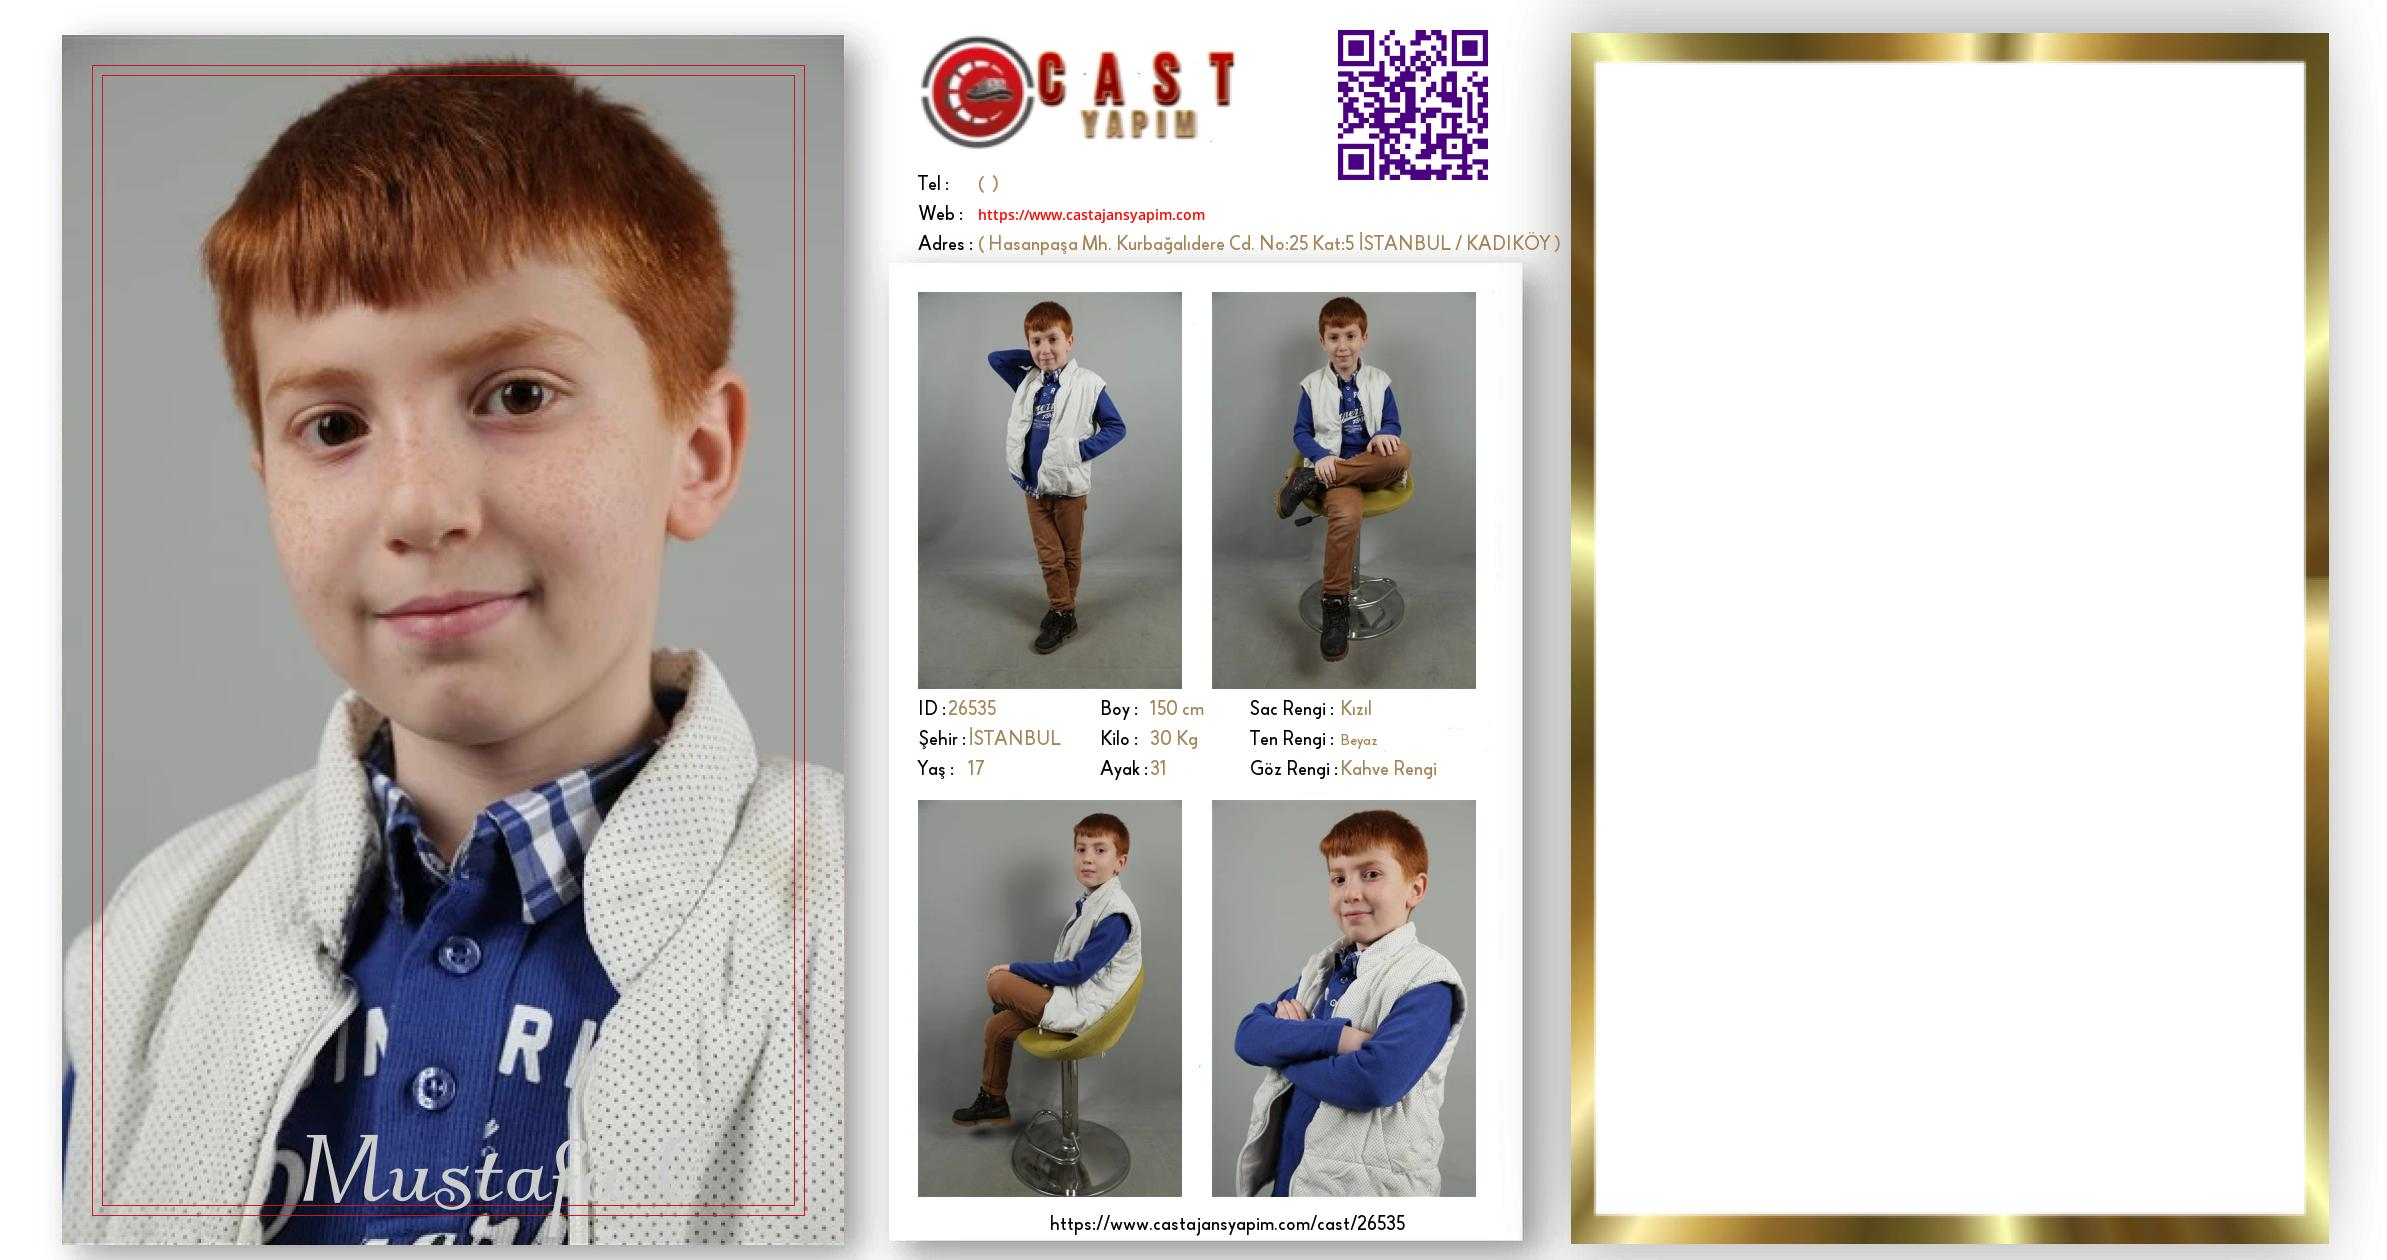 Mustafa
CAST
YAPIM
Tel : ( )
Web : https://www.castajansyapim.com
Adres : ( Hasanpaşa Mh. Kurbağalıdere Cd. No:25 Kat:5 İSTANBUL / KADIKÖY )
ID : 26535 Boy : 150 cm Sac Rengi : Kızıl
Şehir : İSTANBUL Kilo : 30 Kg Ten Rengi : Beyaz
Yaş : 17 Ayak : 31 Göz Rengi : Kahve Rengi
https://www.castajansyapim.com/cast/26535